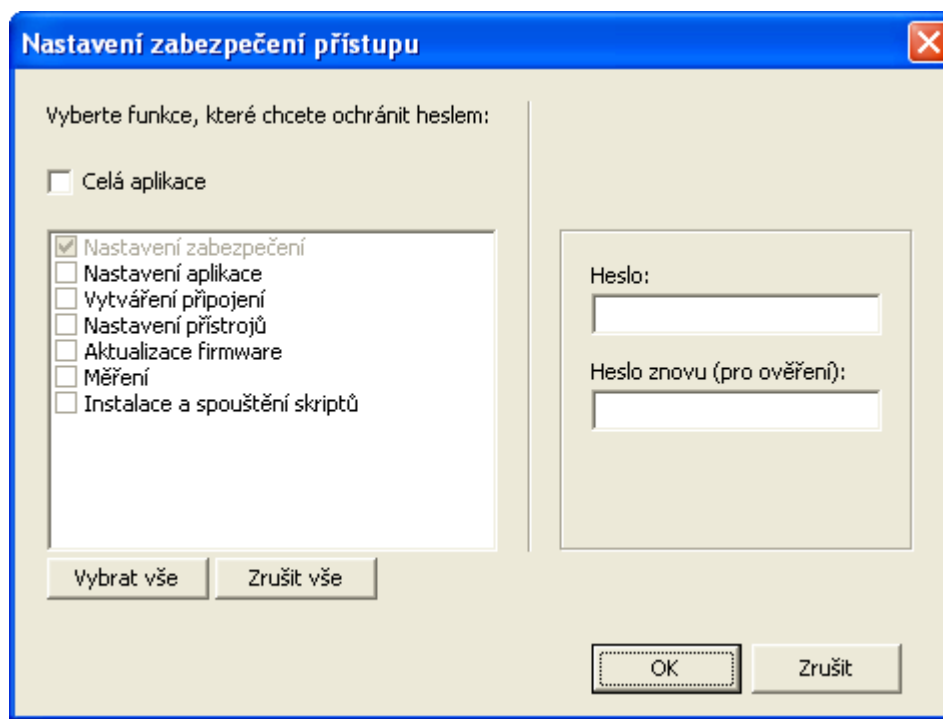 Nastavení zabezpečení přístupu
Vyberte funkce, které chcete ochránit heslem:
Celá aplikace
Nastavení zabezpečení
Nastavení aplikace
Vytváření připojení
Nastavení přístrojů
Aktualizace firmware
Měření
Instalace a spouštění skriptů
Vybrat vše
Zrušit vše
Heslo:
Heslo znovu (pro ověření):
OK
Zrušit